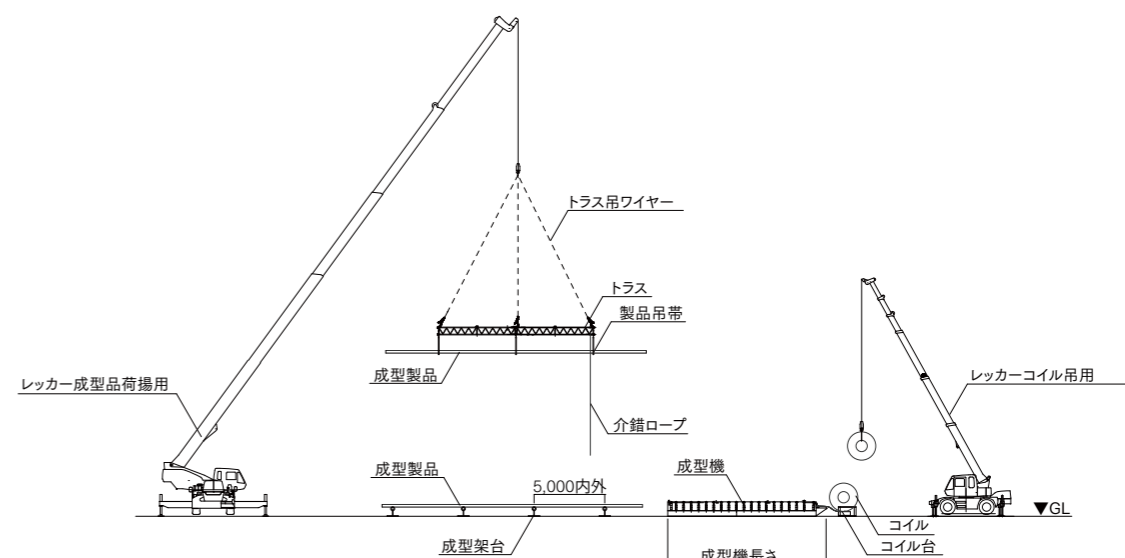 トラス吊ワイヤー
トラス
製品吊帯
成型製品
レッカー成型品荷揚用
レッカーコイル吊用
介錯ロープ
成型製品
5,000内外
成型機
▼GL
コイル
成型架台
コイル台
成型機長さ